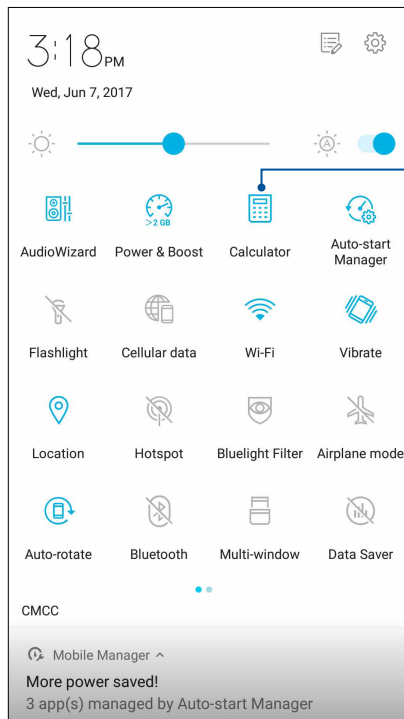 3:18 PM
Wed, Jun 7, 2017
A
>2 GB
AudioWizard Power & Boost Calculator Auto-start
Manager
Flashlight Cellular data Wi-Fi Vibrate
Location Hotspot Bluelight Filter Airplane mode
Auto-rotate Bluetooth Multi-window Data Saver
CMCC
Mobile Manager
More power saved!
3 app(s) managed by Auto-start Manager